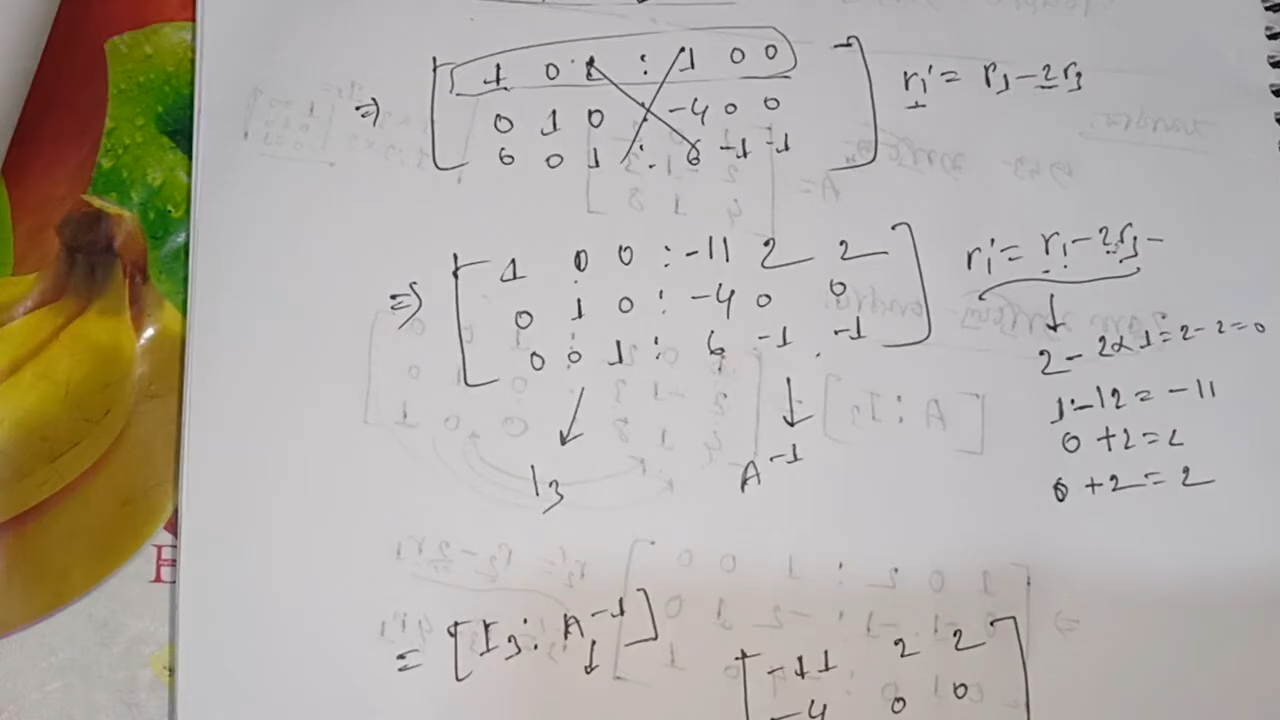 ⇒ [ 1 0 2 : 1 0 0 ] r₁' = r₁-2r₃
0 1 0 : -4 0 0
0 0 1 : 6 -1 -1
⇒ [ 1 0 0 : -11 2 2 ] r₁' = r₁-2r₃-
0 1 0 : -4 0 0
0 0 1 : 6 -1 -1
↓
2-2×1=2-2=0
1-12=-11
0+2=2
0+2=2
I₃ A⁻¹
= [I₃ : A⁻¹]
[ -11 2 2 ]
-4 0 0